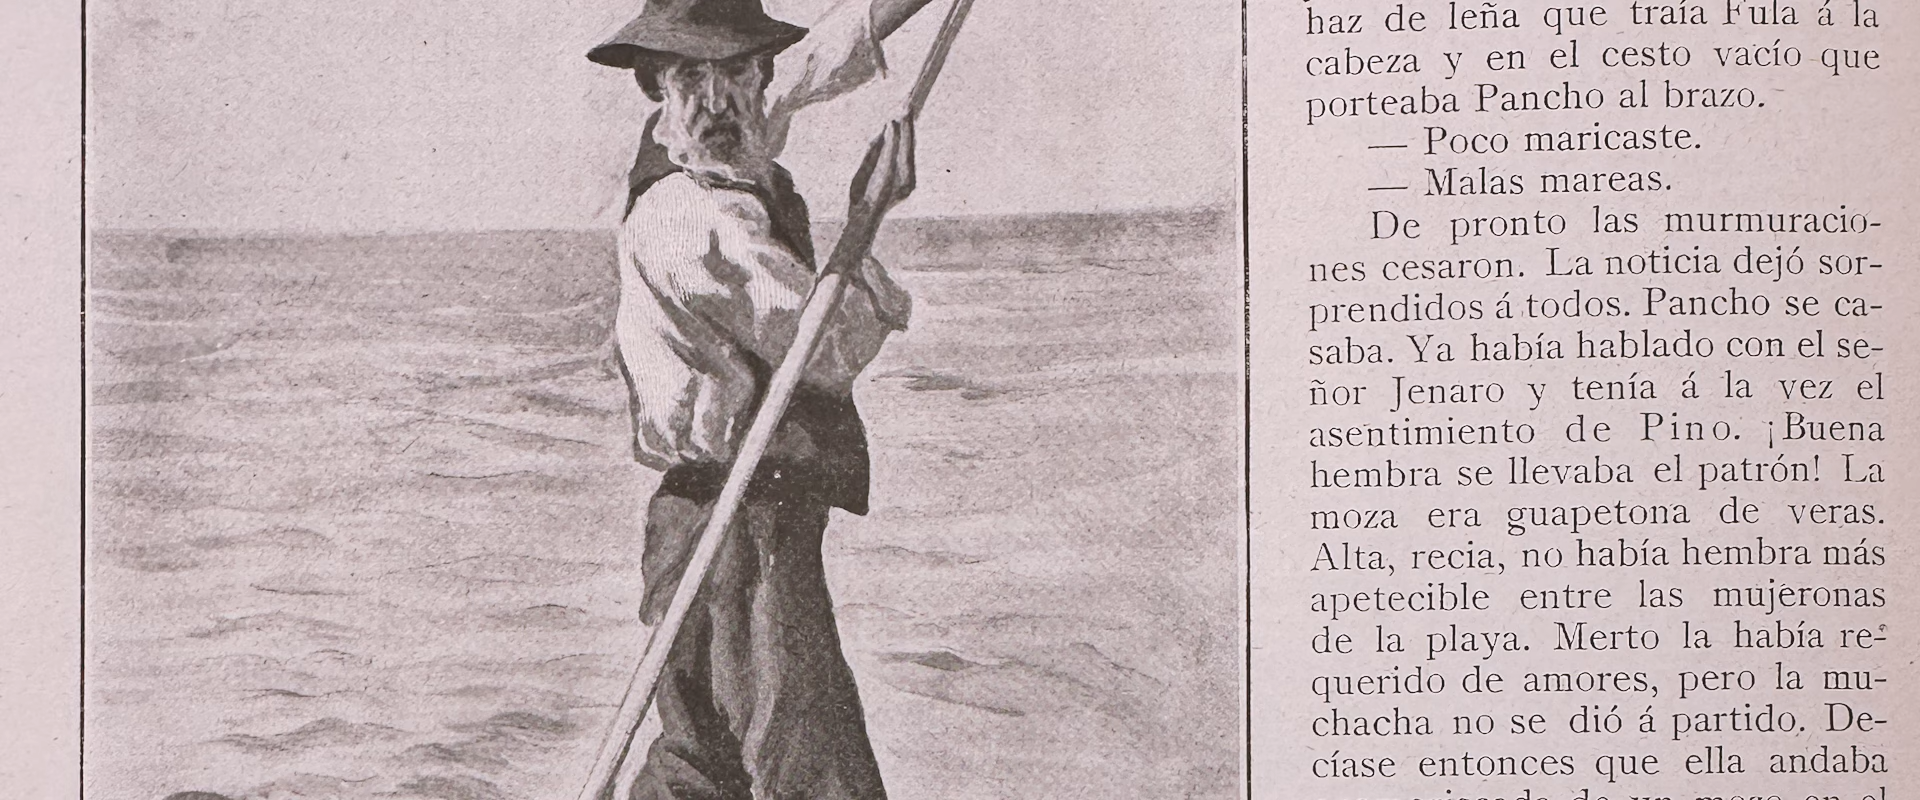 haz de leña que traía Fula á la
cabeza y en el cesto vacío que
porteaba Pancho al brazo.
— Poco maricaste.
— Malas mareas.
De pronto las murmuracio-
nes cesaron. La noticia dejó sor-
prendidos á todos. Pancho se ca-
saba. Ya había hablado con el se-
ñor Jenaro y tenía á la vez el
asentimiento de Pino. ¡Buena
hembra se llevaba el patrón! La
moza era guapetona de veras.
Alta, recia, no había hembra más
apetecible entre las mujeronas
de la playa. Merto la había re-
querido de amores, pero la mu-
chacha no se dió á partido. De-
cíase entonces que ella andaba
de un mozo en el